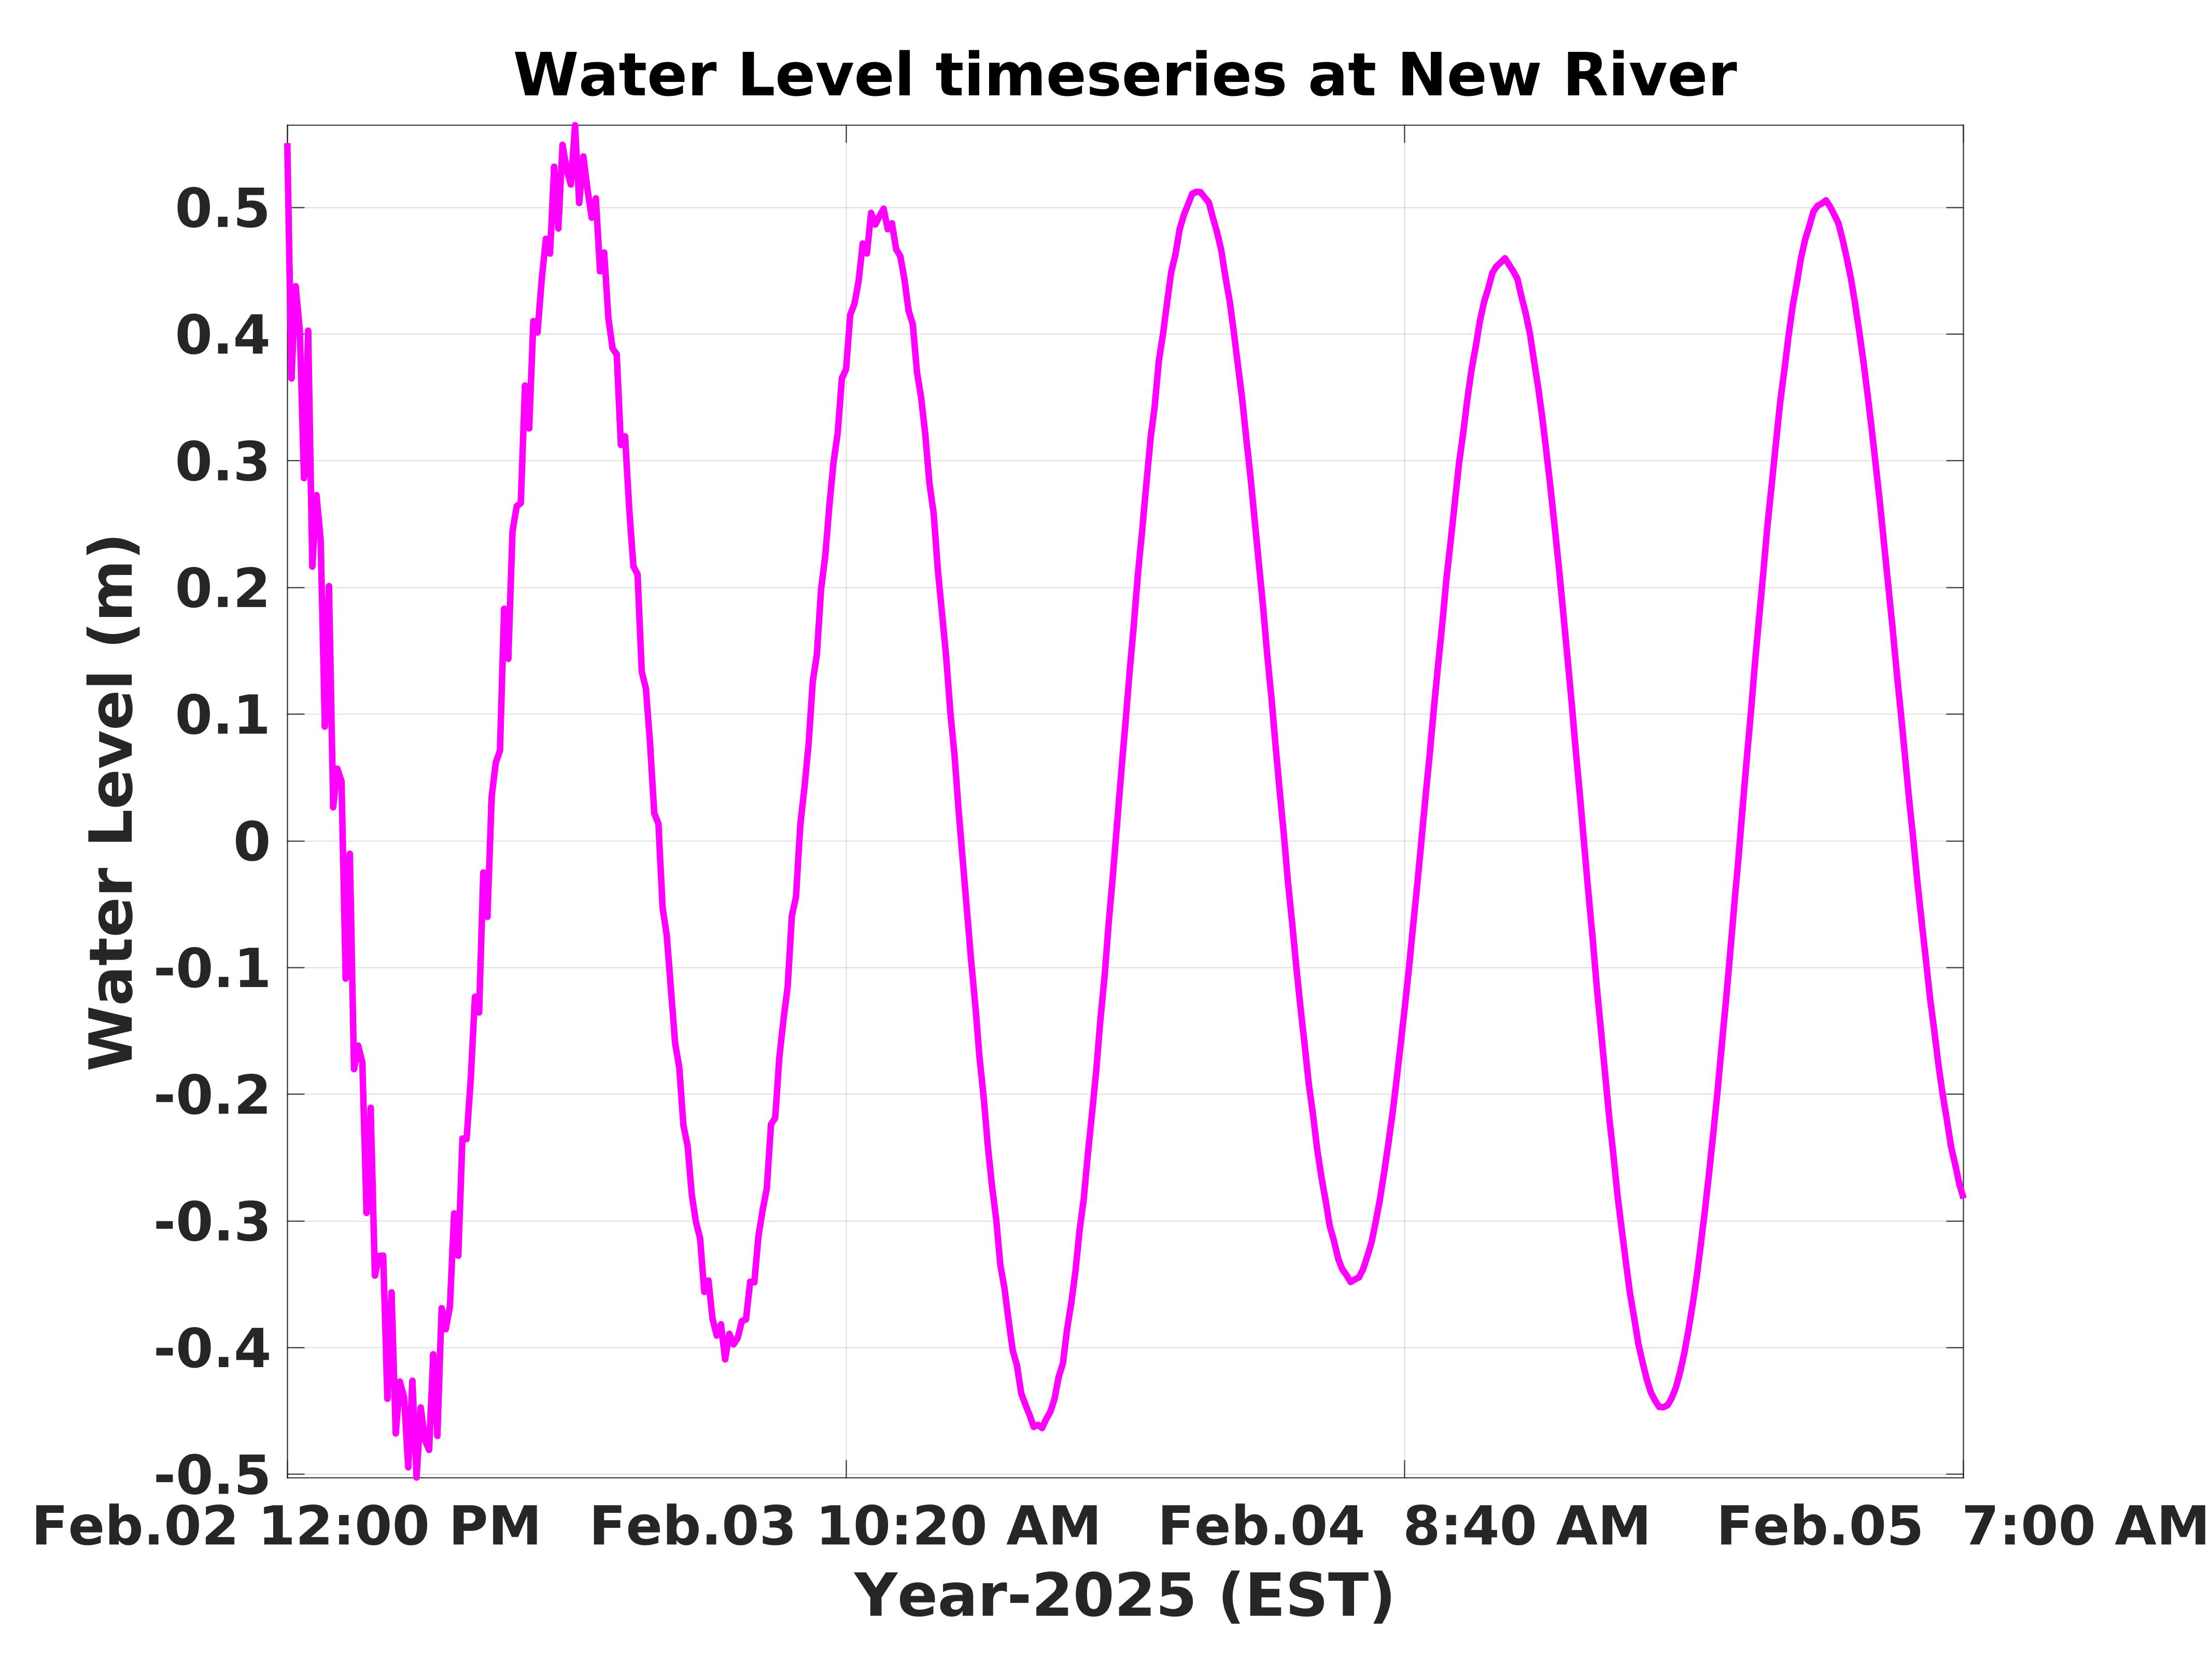 Water Level timeseries at New River
Water Level (m)
0.5
0.4
0.3
0.2
0.1
0
-0.1
-0.2
-0.3
-0.4
-0.5
Feb.02 12:00 PM Feb.03 10:20 AM Feb.04 8:40 AM Feb.05 7:00 AM
Year-2025 (EST)